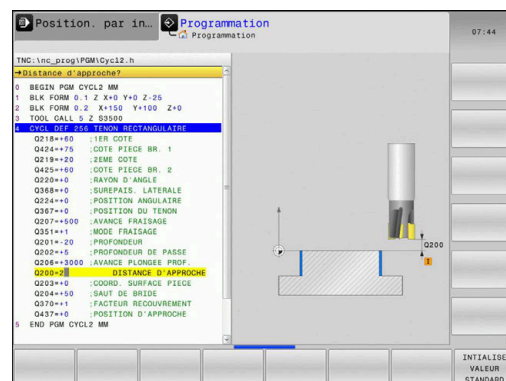 Position. par in… Programmation
Programmation
07:44
TNC:\nc_prog\PGM\Cycl2.h
→Distance d'approche?
0 BEGIN PGM CYCL2 MM
1 BLK FORM 0.1 Z X+0 Y+0 Z-25
2 BLK FORM 0.2 X+150 Y+100 Z+0
3 TOOL CALL 5 Z S3500
4 CYCL DEF 256 TENON RECTANGULAIRE
Q218=+60 ;1ER COTE
Q424=+75 ;COTE PIECE BR. 1
Q219=+20 ;2EME COTE
Q425=+60 ;COTE PIECE BR. 2
Q220=+0 ;RAYON D'ANGLE
Q368=+0 ;SUREPAIS. LATERALE
Q224=+0 ;POSITION ANGULAIRE
Q367=+0 ;POSITION DU TENON
Q207=+500 ;AVANCE FRAISAGE
Q351=+1 ;MODE FRAISAGE
Q201=-20 ;PROFONDEUR
Q202=+5 ;PROFONDEUR DE PASSE
Q206=+3000 ;AVANCE PLONGEE PROF.
Q200=2 DISTANCE D'APPROCHE
Q203=+0 ;COORD. SURFACE PIECE
Q204=+50 ;SAUT DE BRIDE
Q370=+1 ;FACTEUR RECOUVREMENT
Q437=+0 ;POSITION D'APPROCHE
5 END PGM CYCL2 MM
Q200
I
INTIALISE
VALEUR
STANDARD